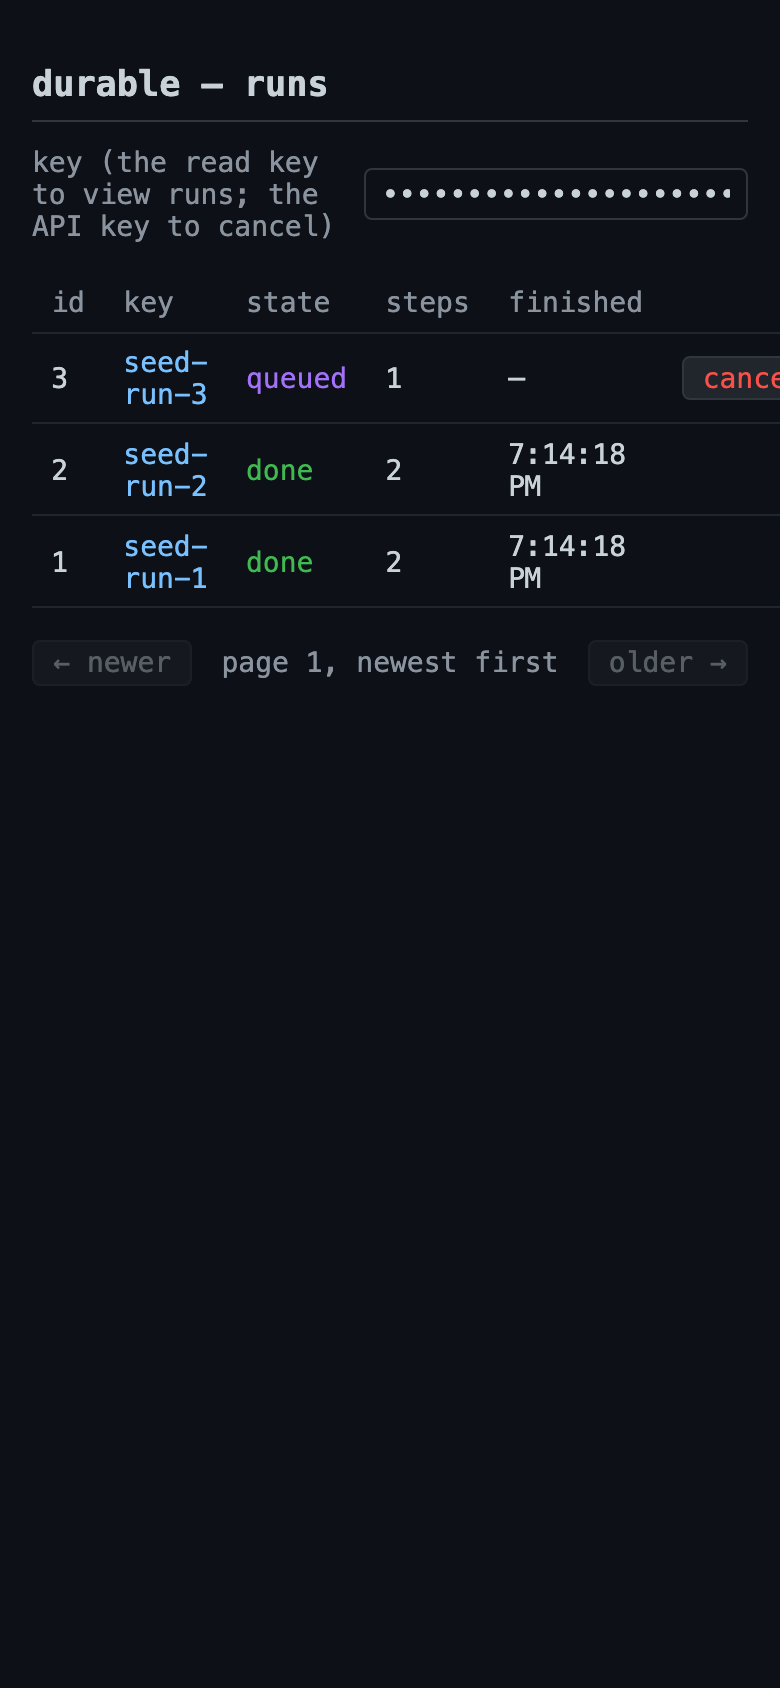 durable — runs
key (the read key
to view runs; the
API key to cancel)
•••••••••••••••••••••
id key state steps finished
3 seed-
run-3 queued 1 — cance
2 seed-
run-2 done 2 7:14:18
PM
1 seed-
run-1 done 2 7:14:18
PM
← newer page 1, newest first older →